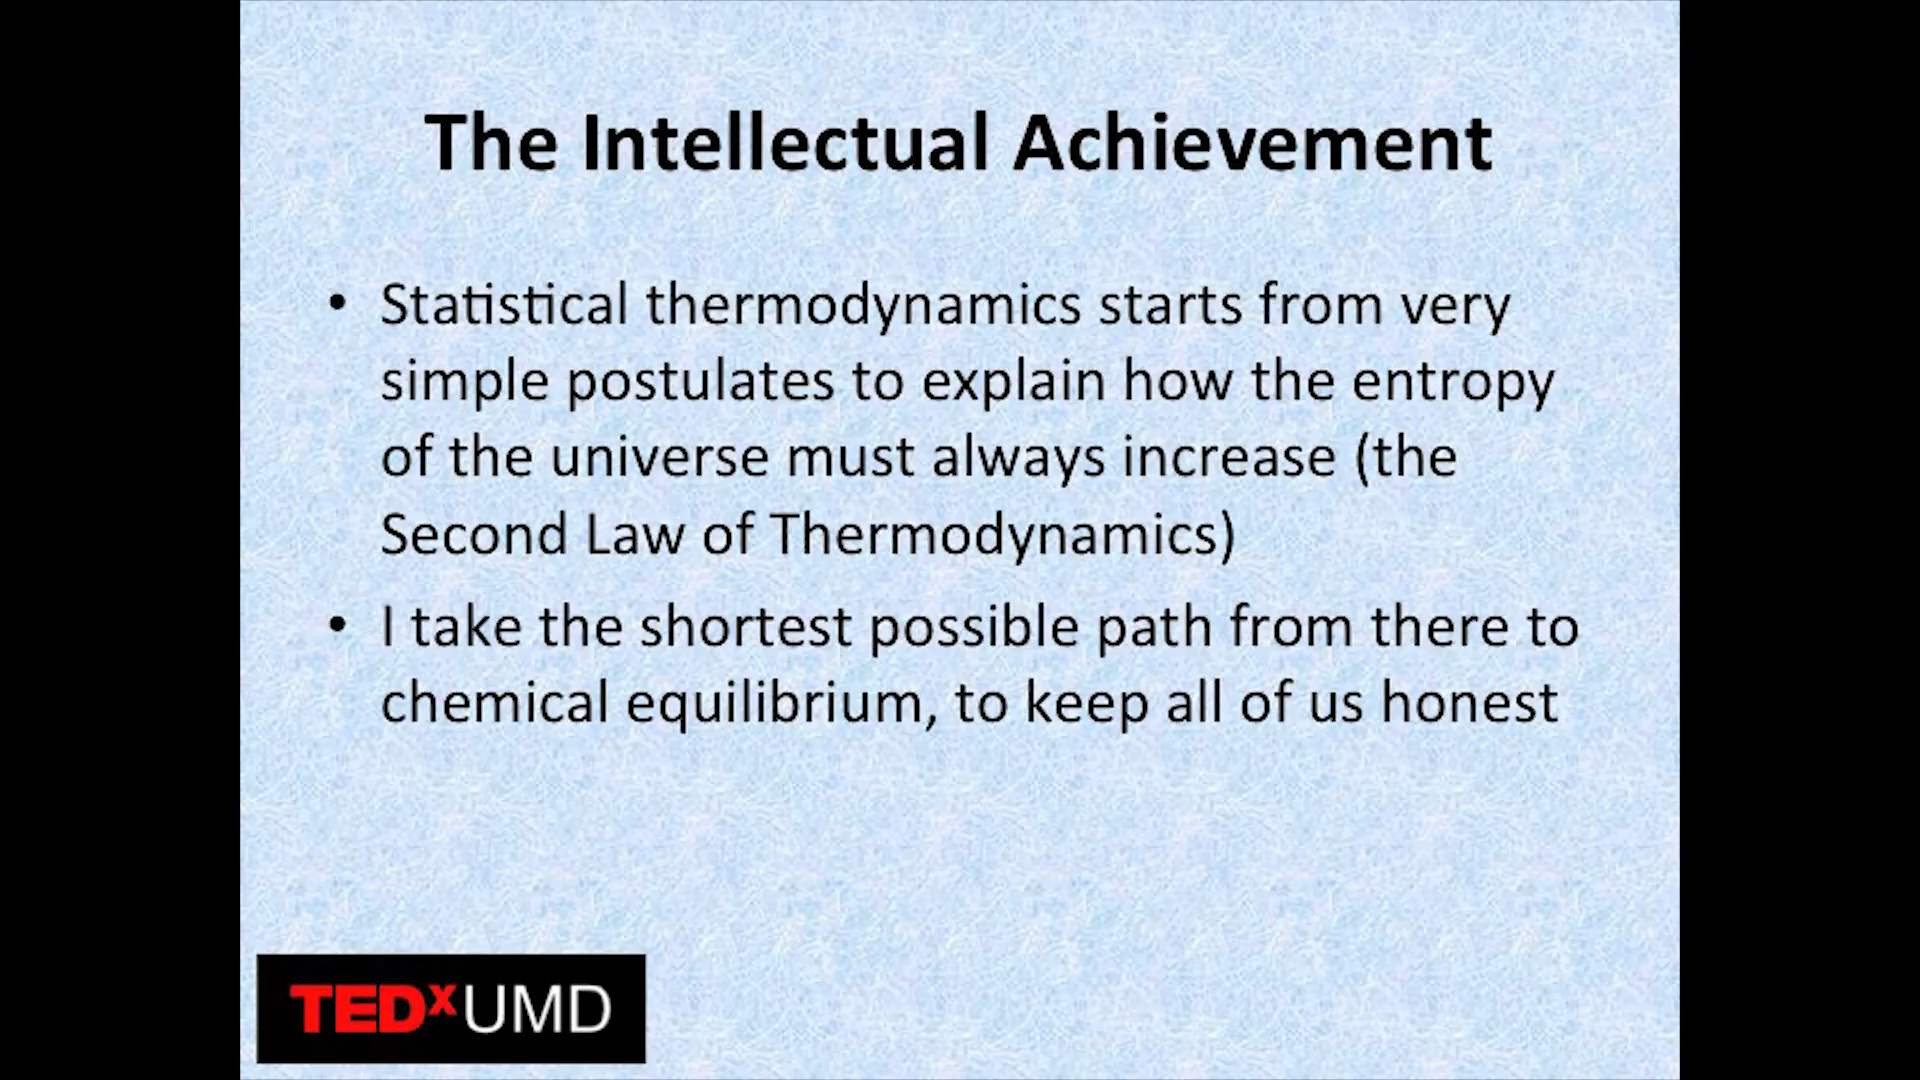 The Intellectual Achievement
• Statistical thermodynamics starts from very
simple postulates to explain how the entropy
of the universe must always increase (the
Second Law of Thermodynamics)
• I take the shortest possible path from there to
chemical equilibrium, to keep all of us honest
TEDxUMD